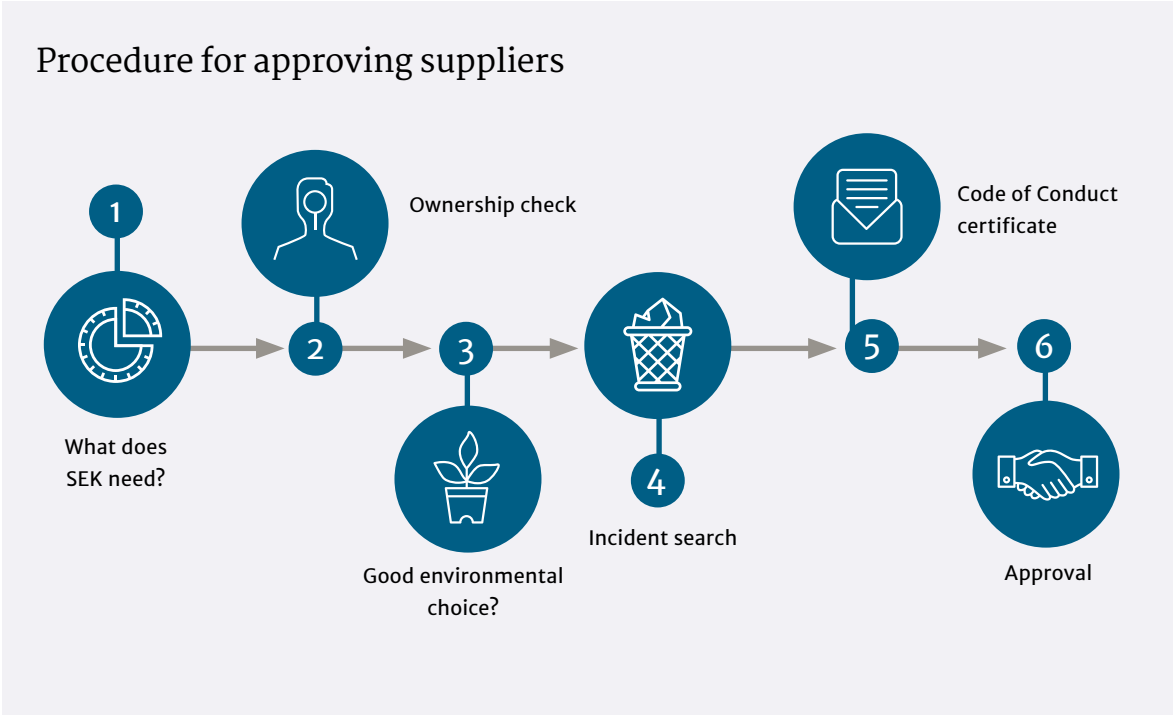 Procedure for approving suppliers
1
What does
SEK need?
2
Ownership check
3
Good environmental
choice?
4
Incident search
5
Code of Conduct
certificate
6
Approval